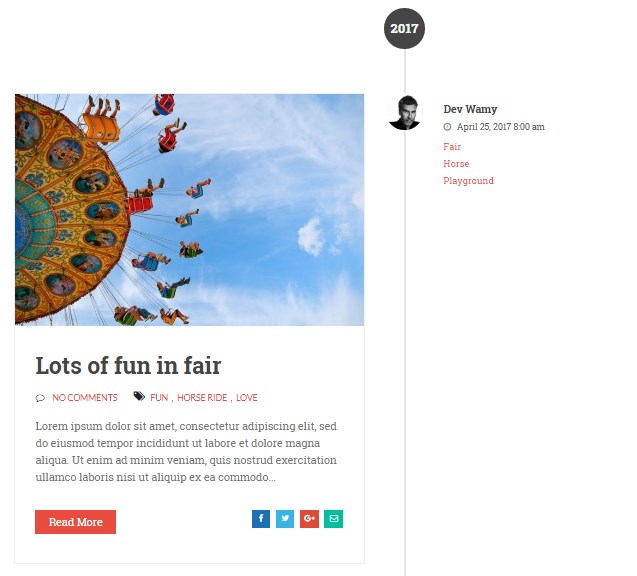 2017
Dev Wamy
April 25, 2017 8:00 am
Fair
Horse
Playground
Lots of fun in fair
NO COMMENTS FUN , HORSE RIDE , LOVE
Lorem ipsum dolor sit amet, consectetur adipiscing elit, sed
do eiusmod tempor incididunt ut labore et dolore magna
aliqua. Ut enim ad minim veniam, quis nostrud exercitation
ullamco laboris nisi ut aliquip ex ea commodo...
Read More